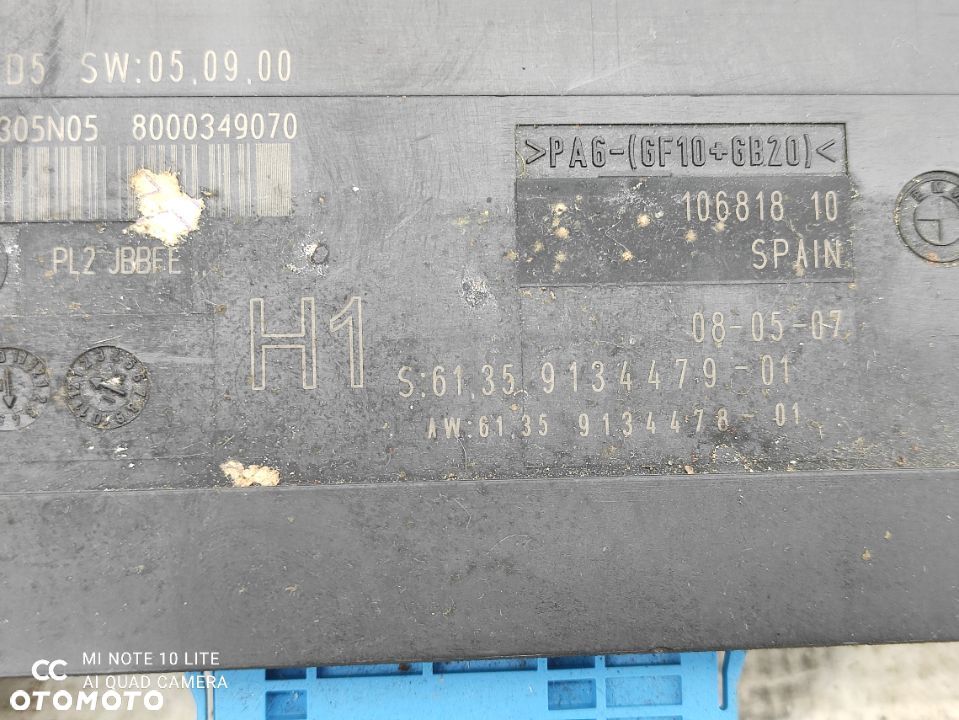 D5 SW:05.09.00
305N05 8000349070
>PA6-(GF10+GB20)<
106818 10
SPAIN
PL2 JBBFE
H1
08-05-07
S:61.35 9134479-01
AW:61.35 9134478-01
MI NOTE 10 LITE
AI QUAD CAMERA
OTOMOTO